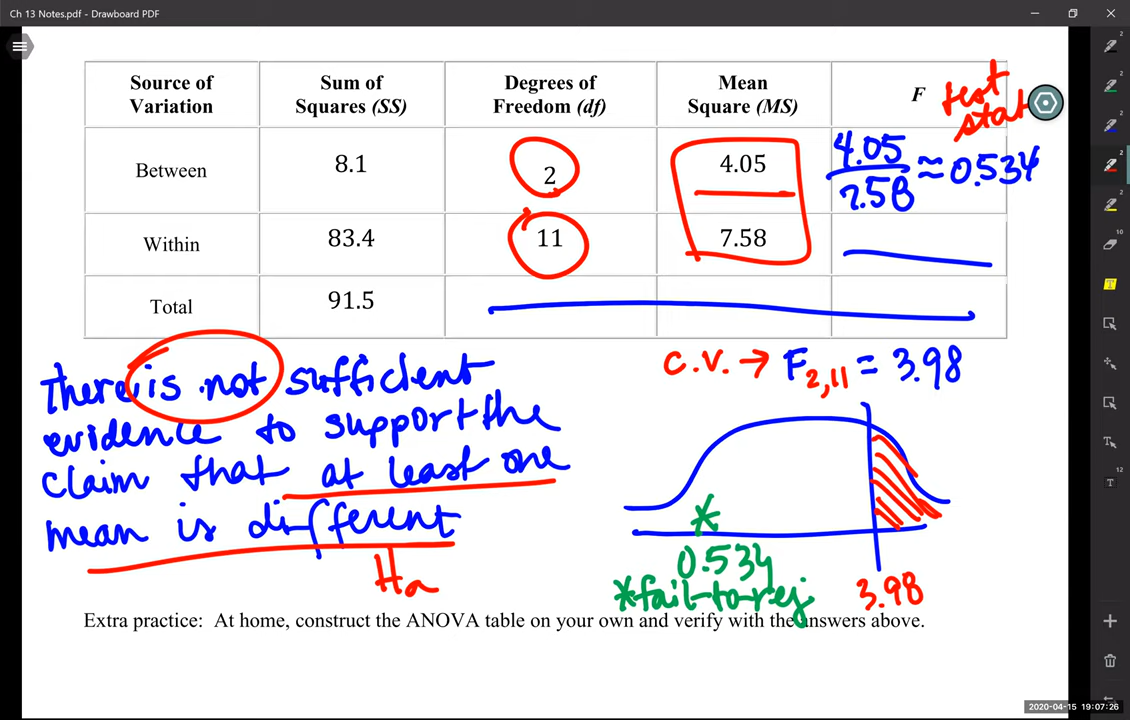 Ch 13 Notes.pdf - Drawboard PDF
Source of Variation Sum of Squares (SS) Degrees of Freedom (df) Mean Square (MS) F test stat
Between 8.1 2 4.05 4.05/7.58 ≈ 0.534
Within 83.4 11 7.58
Total 91.5
C.V. → F2,11 = 3.98
There is not sufficient
evidence to support the
claim that at least one
mean is different
Ha
*
0.534
*fail-to-rej
3.98
Extra practice: At home, construct the ANOVA table on your own and verify with the answers above.
2020-04-15 19:07:26